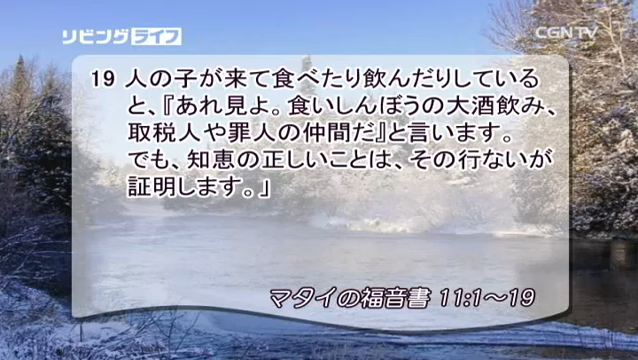 リビングライフ
CGNTV
19 人の子が来て食べたり飲んだりしている
と、『あれ見よ。食いしんぼうの大酒飲み、
取税人や罪人の仲間だ』と言います。
でも、知恵の正しいことは、その行ないが
証明します。」
マタイの福音書 11:1～19